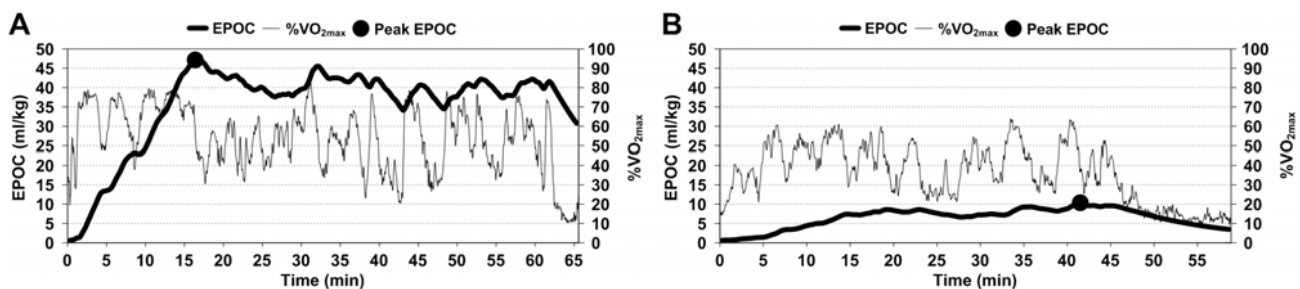 A
EPOC %VO2max Peak EPOC
50 100
45 90
40 80
35 70
30 60
25 50
20 40
15 30
10 20
5 10
0 0
EPOC (ml/kg)
%VO2max
0 5 10 15 20 25 30 35 40 45 50 55 60 65
Time (min)
B
EPOC %VO2max Peak EPOC
50 100
45 90
40 80
35 70
30 60
25 50
20 40
15 30
10 20
5 10
0 0
EPOC (ml/kg)
%VO2max
0 5 10 15 20 25 30 35 40 45 50 55
Time (min)